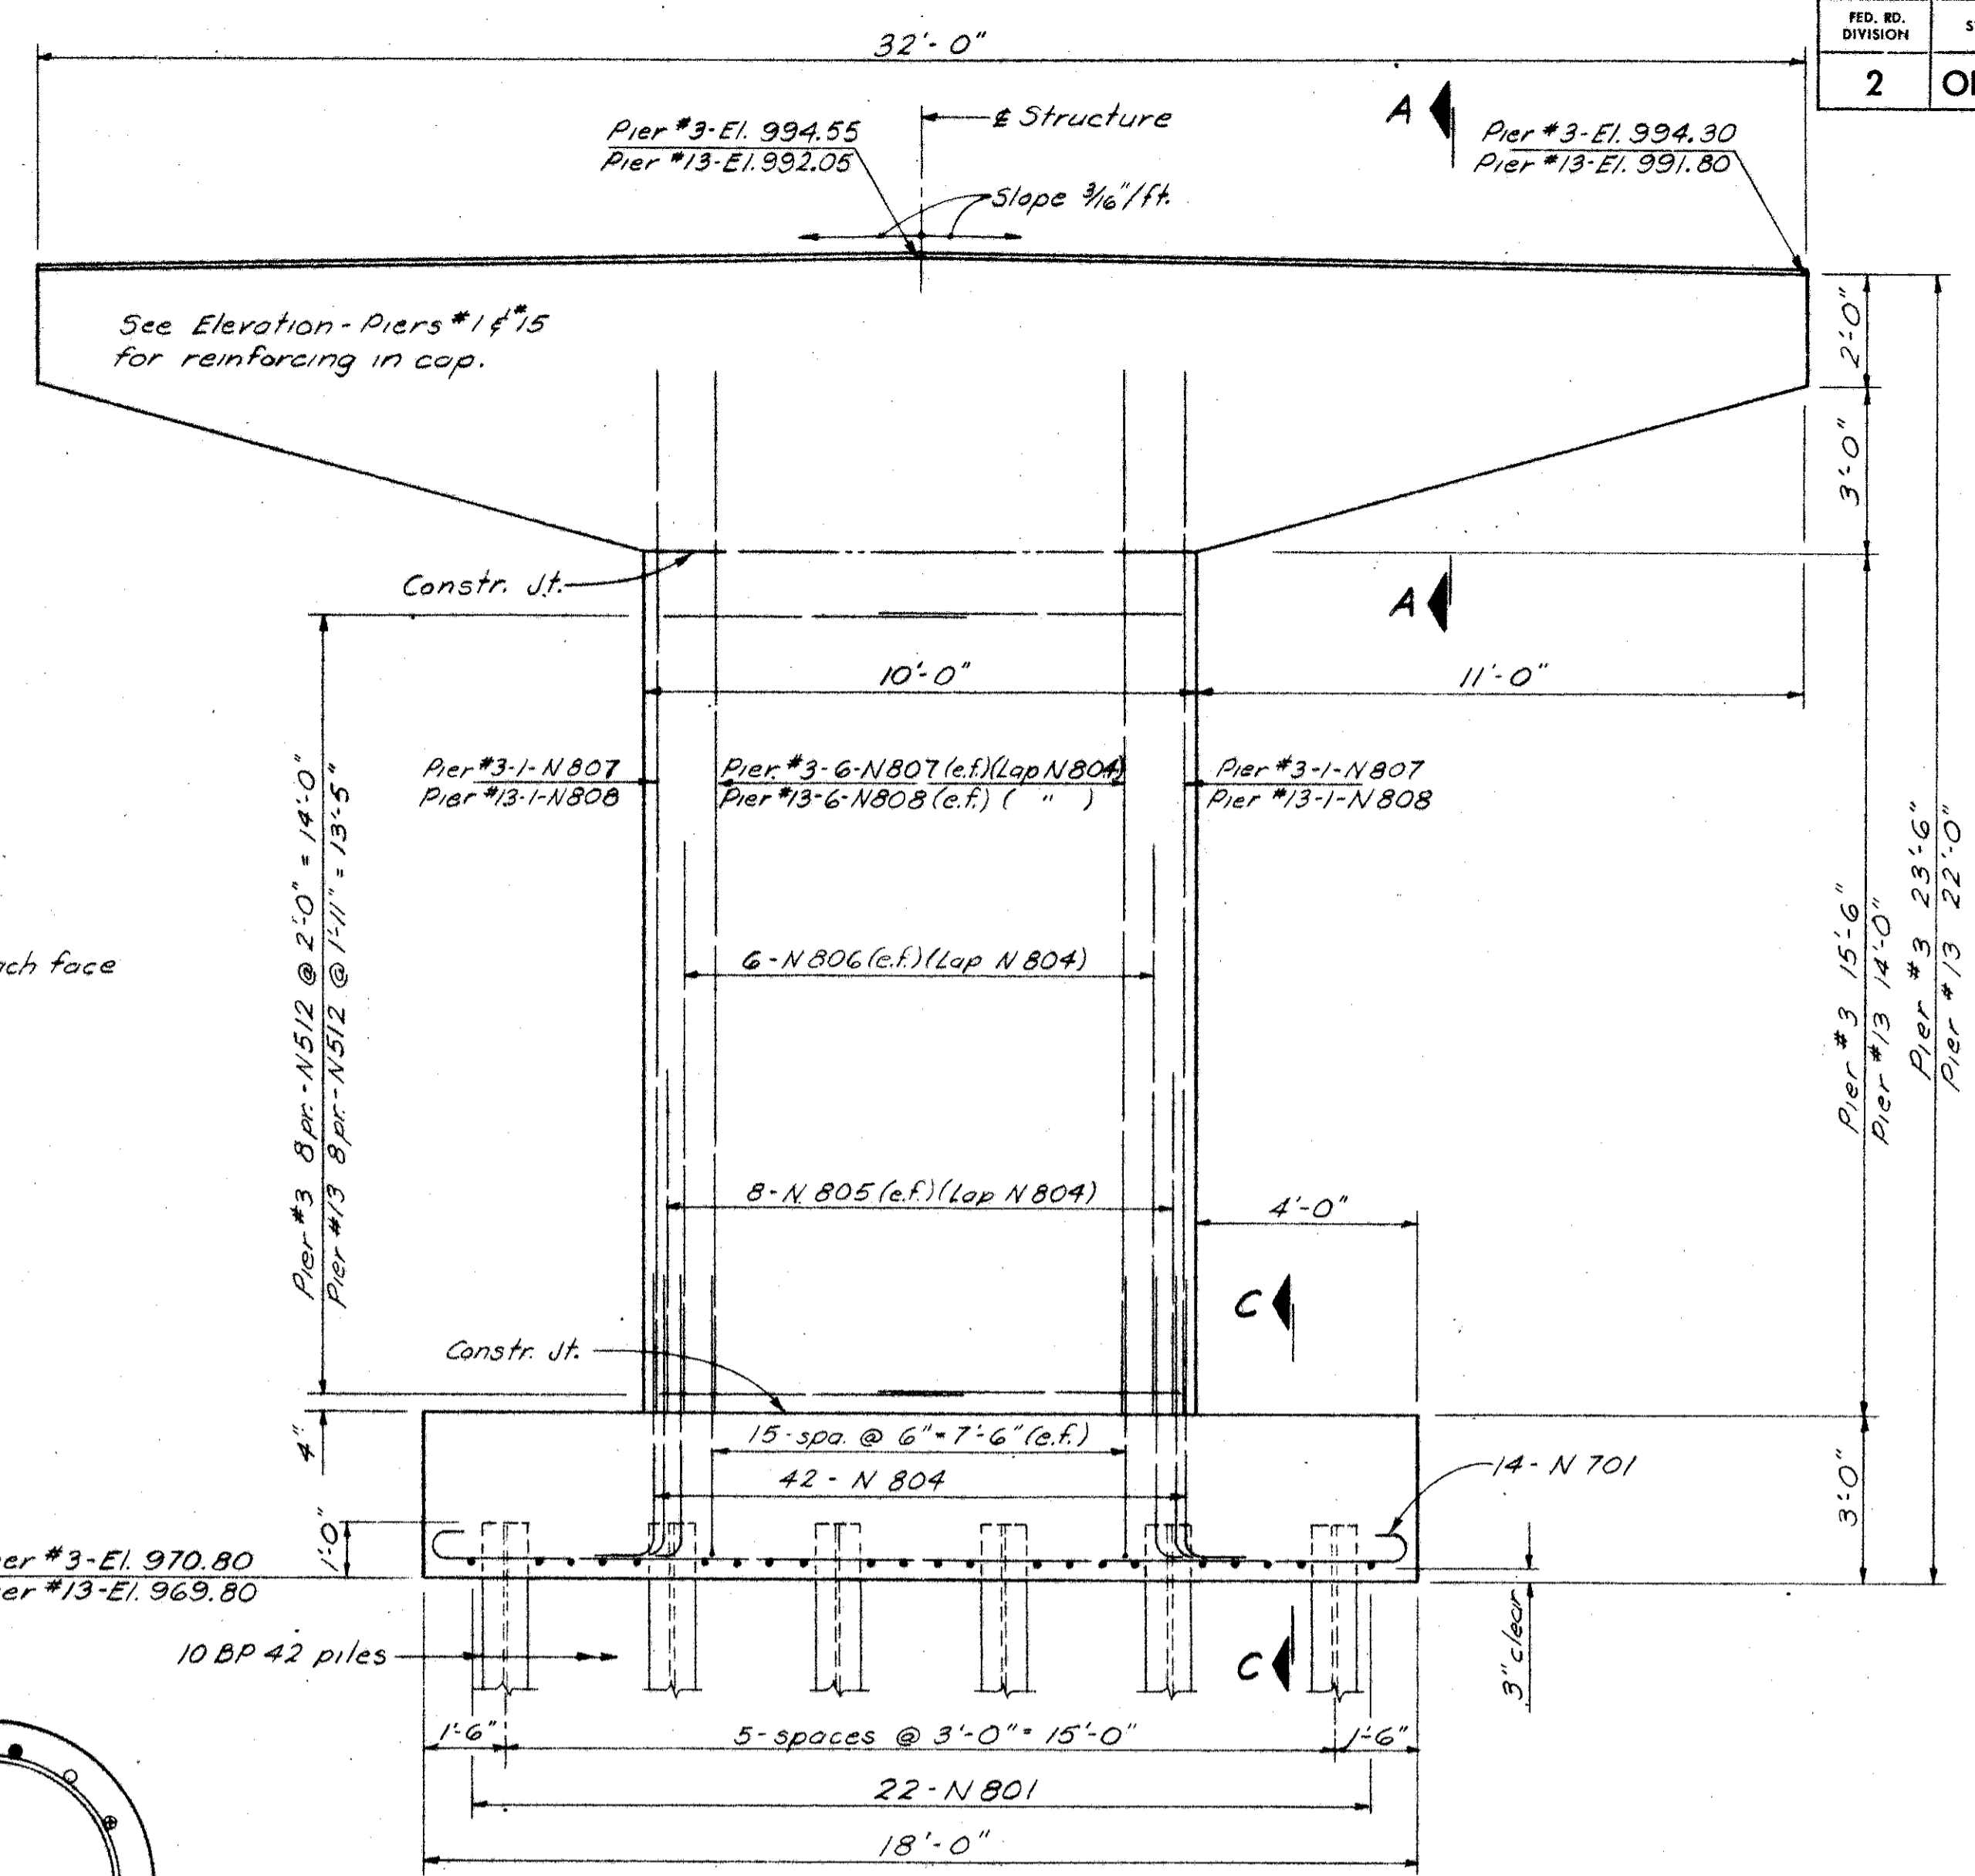 FED. RD.
DIVISION
2
32'-0"
℄ Structure
A
Pier #3-El. 994.55
Pier #13-El. 992.05
Pier #3-El. 994.30
Pier #13-El. 991.80
Slope 3/16"/ft.
See Elevation - Piers #1 & #15
for reinforcing in cap.
2'-0"
3'-0"
Constr. Jt.
A
10'-0"
11'-0"
Pier #3-1-N807
Pier #13-1-N808
Pier #3-6-N807 (e.f.)(Lap N804)
Pier #13-6-N808 (e.f.) ( " )
Pier #3-1-N807
Pier #13-1-N808
Pier #3 8 pr.-N512 @ 2'-0" = 14'-0"
Pier #13 8 pr.-N512 @ 1'-11" = 13'-5"
Pier #3 15'-6"
Pier #13 14'-0"
Pier #3 23'-6"
Pier #13 22'-0"
face
6-N806 (e.f.)(Lap N804)
8-N805 (e.f.)(Lap N804)
4'-0"
C
Constr. Jt.
4"
15-spa. @ 6"=7'-6" (e.f.)
42-N 804
14-N 701
3'-0"
1'-0"
#3-El. 970.80
#13-El. 969.80
10 BP 42 piles
C
3" clear
1'-6"
5-spaces @ 3'-0" = 15'-0"
1'-6"
22-N801
18'-0"